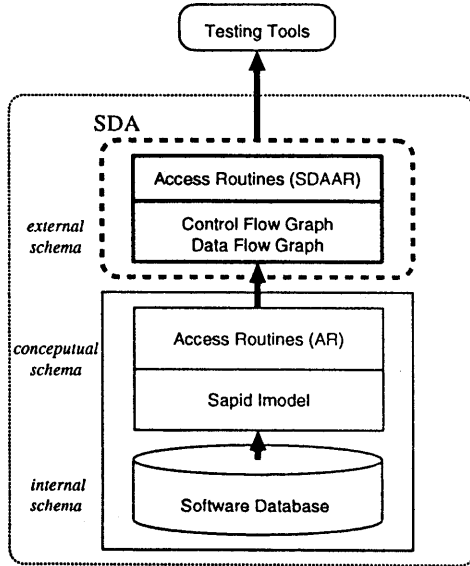 Testing Tools
SDA
Access Routines (SDAAR)
external
schema
Control Flow Graph
Data Flow Graph
conceputual
schema
Access Routines (AR)
Sapid Imodel
internal
schema
Software Database